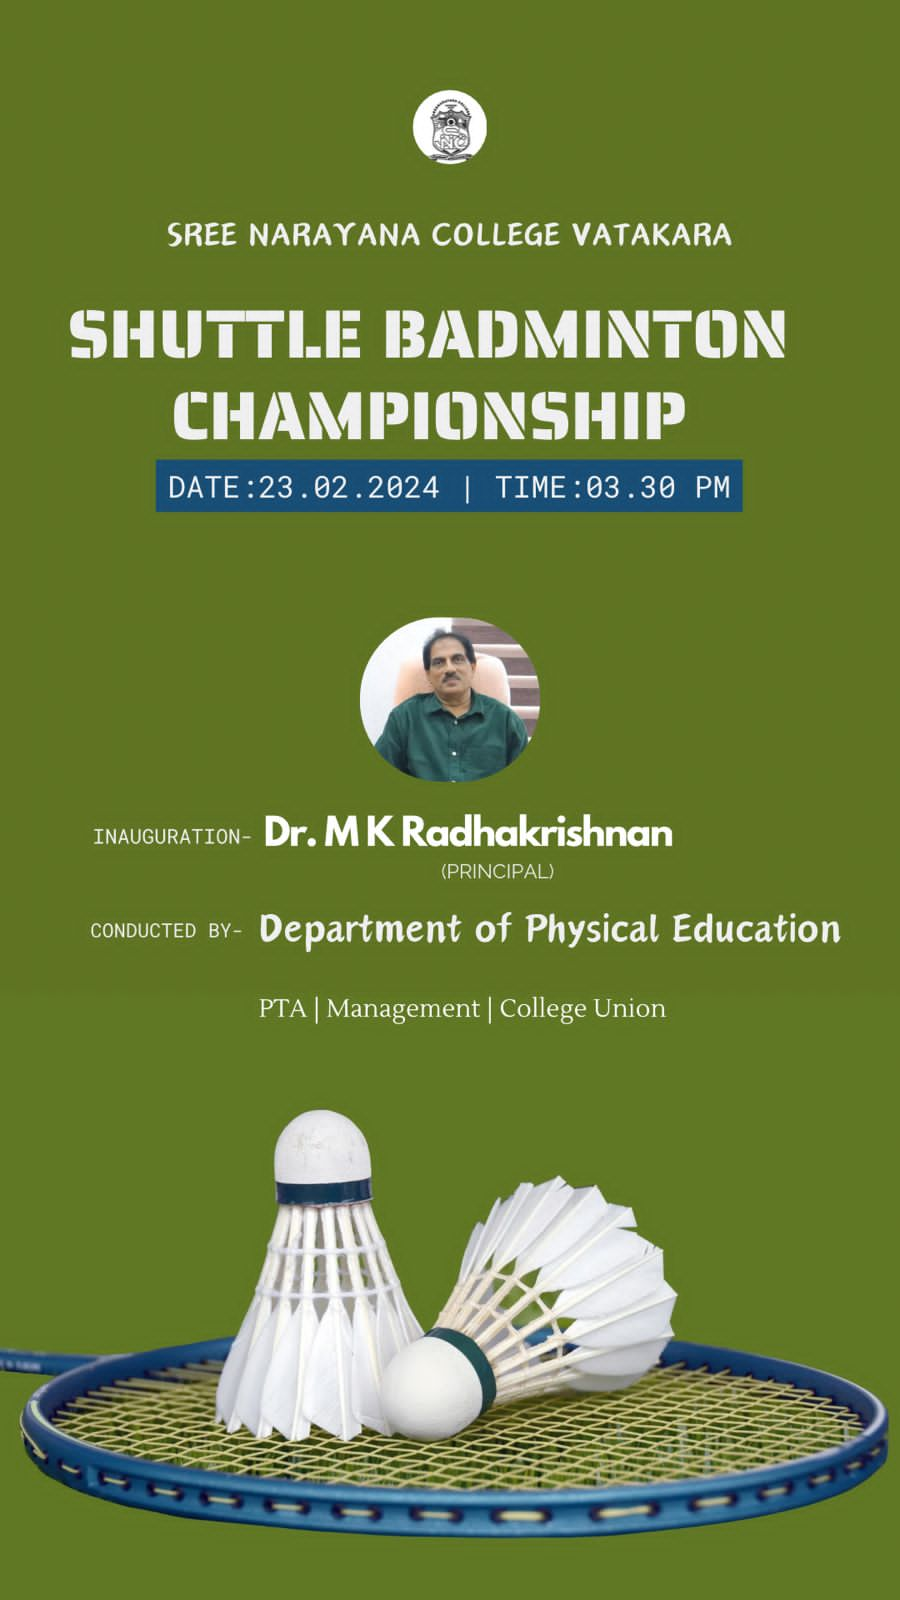 SREE NARAYANA COLLEGE VATAKARA
SHUTTLE BADMINTON
CHAMPIONSHIP
DATE:23.02.2024 | TIME:03.30 PM
INAUGURATION- Dr. M K Radhakrishnan
(PRINCIPAL)
CONDUCTED BY- Department of Physical Education
PTA | Management | College Union